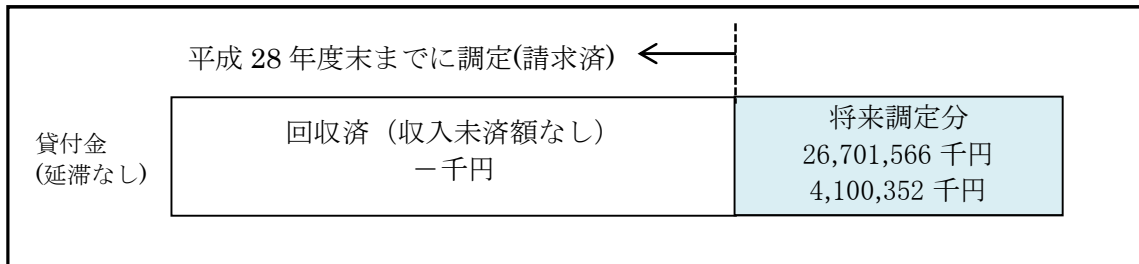 平成 28 年度末までに調定(請求済)
貸付金
(延滞なし)
回収済（収入未済額なし）
－千円
将来調定分
26,701,566 千円
4,100,352 千円